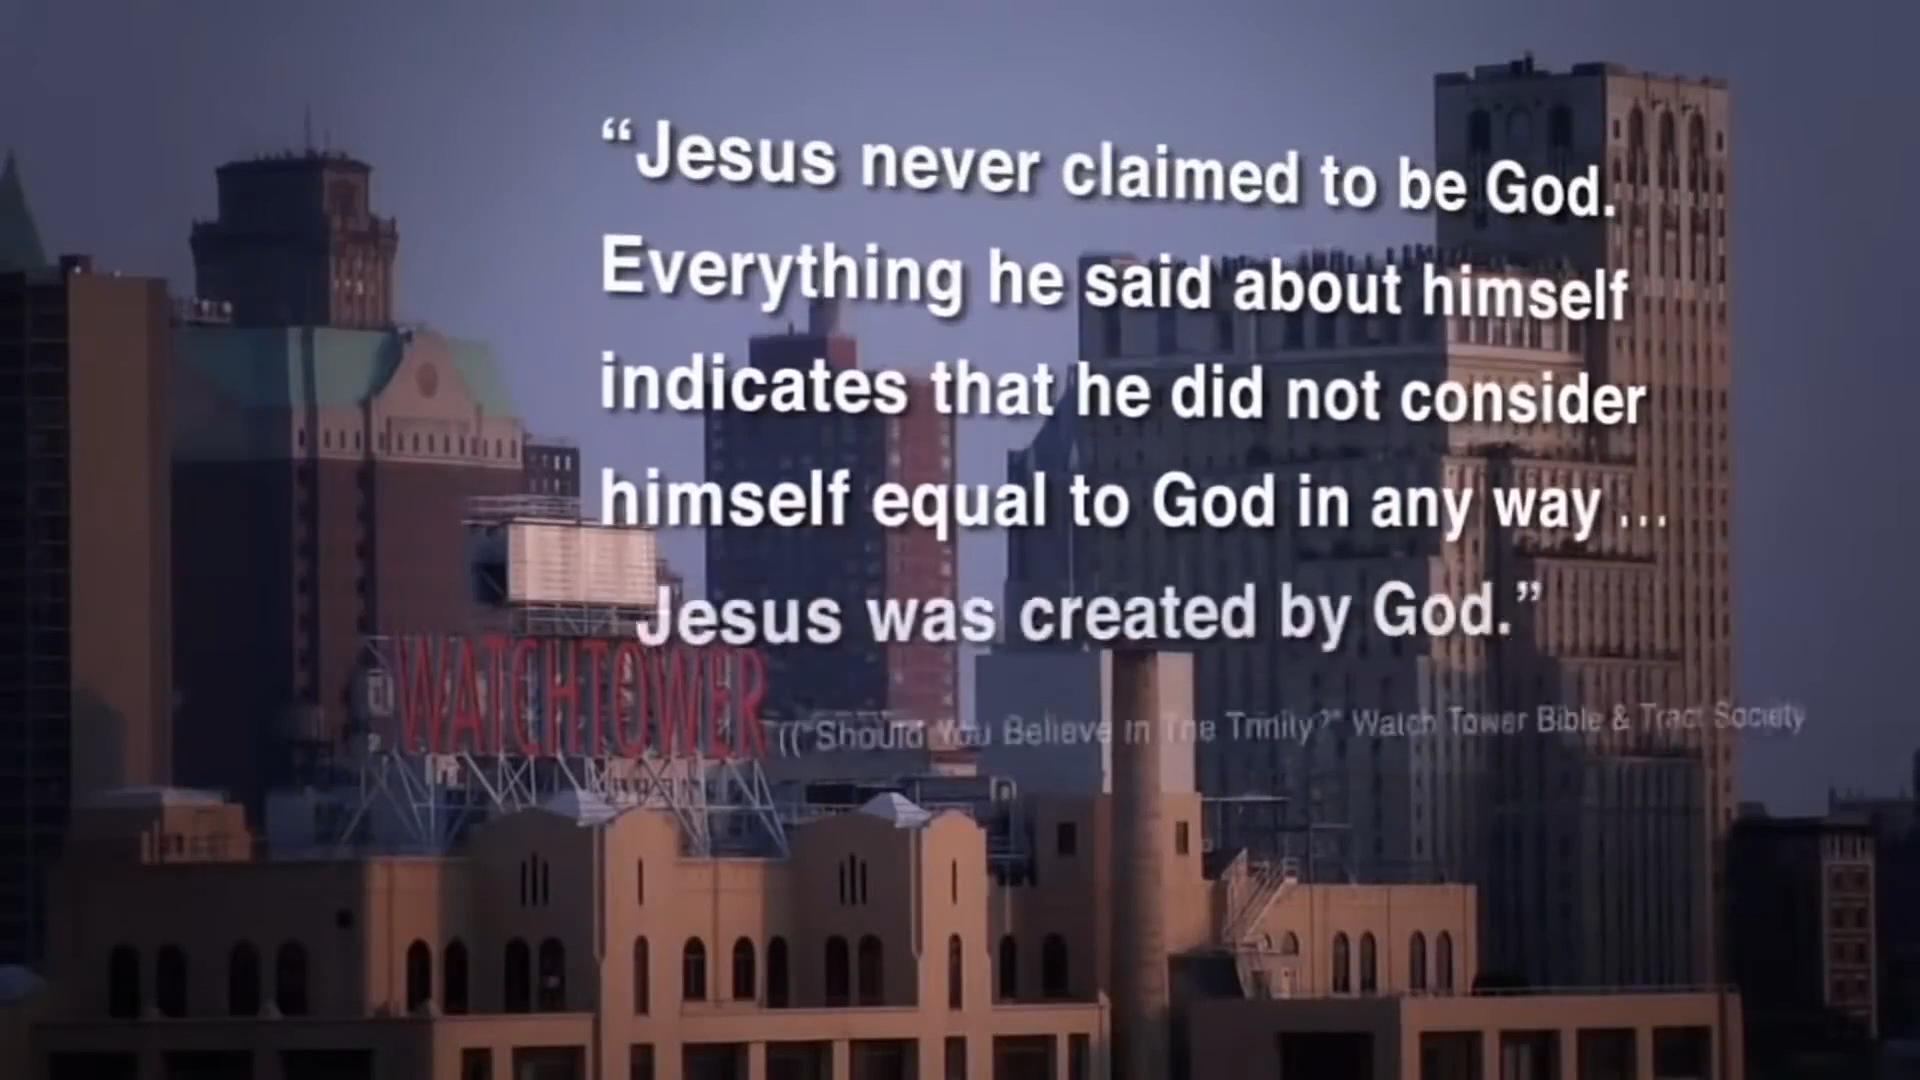 “Jesus never claimed to be God.
Everything he said about himself
indicates that he did not consider
himself equal to God in any way ...
Jesus was created by God.”
WATCHTOWER
(("Should You Believe In The Trinity?" Watch Tower Bible & Tract Society